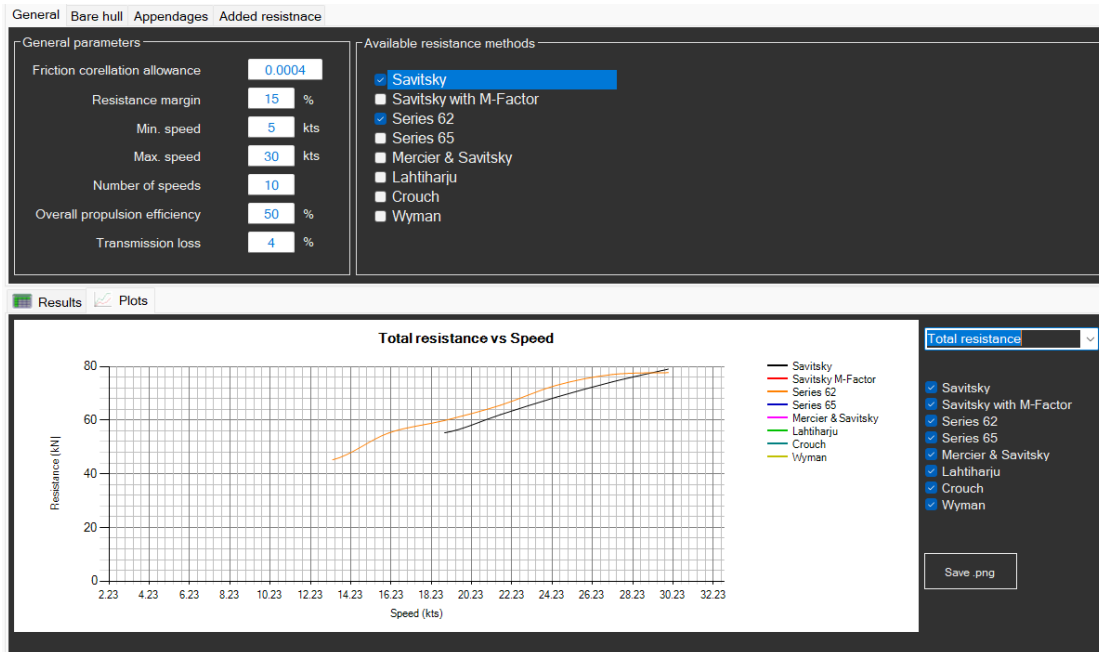 General Bare hull Appendages Added resistnace
General parameters
Friction corellation allowance 0.0004
Resistance margin 15 %
Min. speed 5 kts
Max. speed 30 kts
Number of speeds 10
Overall propulsion efficiency 50 %
Transmission loss 4 %
Available resistance methods
Savitsky
Savitsky with M-Factor
Series 62
Series 65
Mercier & Savitsky
Lahtiharju
Crouch
Wyman
Results Plots
Total resistance vs Speed
80
60
40
20
0
Resistance [kN]
2.23 4.23 6.23 8.23 10.23 12.23 14.23 16.23 18.23 20.23 22.23 24.23 26.23 28.23 30.23 32.23
Speed (kts)
Savitsky
Savitsky M-Factor
Series 62
Series 65
Mercier & Savitsky
Lahtiharju
Crouch
Wyman
Total resistance
Savitsky
Savitsky with M-Factor
Series 62
Series 65
Mercier & Savitsky
Lahtiharju
Crouch
Wyman
Save .png